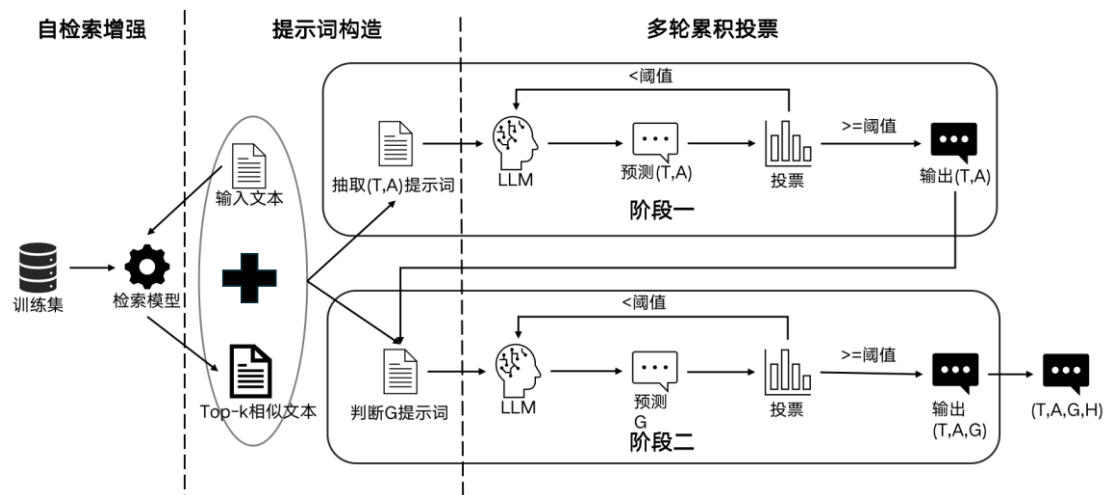 自检索增强
提示词构造
多轮累积投票
<阈值
>=阈值
输入文本
抽取(T,A)提示词
LLM
预测(T,A)
投票
输出(T,A)
阶段一
训练集
检索模型
<阈值
>=阈值
Top-k相似文本
判断G提示词
LLM
预测
G
投票
输出
(T,A,G)
(T,A,G,H)
阶段二